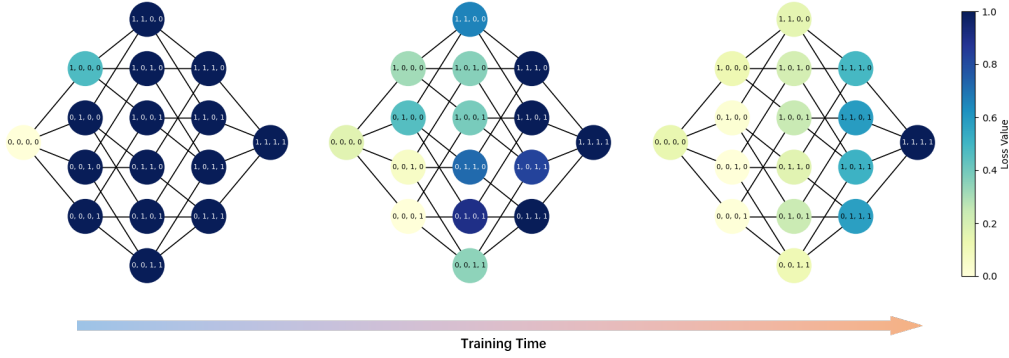 1, 1, 0, 0
1, 1, 0, 0
1, 1, 0, 0
1.0
1, 0, 0, 0
1, 0, 1, 0
1, 1, 1, 0
1, 0, 0, 0
1, 0, 1, 0
1, 1, 1, 0
1, 0, 0, 0
1, 0, 1, 0
1, 1, 1, 0
0.8
0, 1, 0, 0
1, 0, 0, 1
1, 1, 0, 1
0, 1, 0, 0
1, 0, 0, 1
1, 1, 0, 1
0, 1, 0, 0
1, 0, 0, 1
1, 1, 0, 1
0.6
0, 0, 0, 0
1, 1, 1, 1
0, 0, 0, 0
1, 1, 1, 1
0, 0, 0, 0
1, 1, 1, 1
Loss Value
0, 0, 1, 0
0, 1, 1, 0
1, 0, 1, 1
0, 0, 1, 0
0, 1, 1, 0
1, 0, 1, 1
0, 0, 1, 0
0, 1, 1, 0
1, 0, 1, 1
0.4
0, 0, 0, 1
0, 1, 0, 1
0, 1, 1, 1
0, 0, 0, 1
0, 1, 0, 1
0, 1, 1, 1
0, 0, 0, 1
0, 1, 0, 1
0, 1, 1, 1
0.2
0, 0, 1, 1
0, 0, 1, 1
0, 0, 1, 1
0.0
Training Time